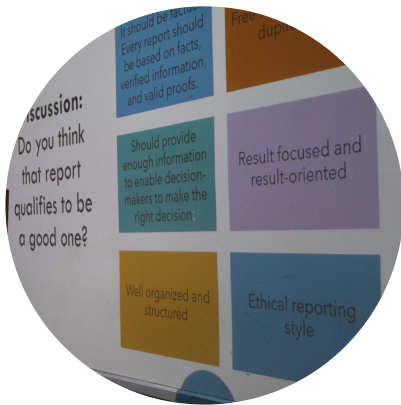 scussion:
Do you think
that report
qualifies to be
a good one?
It should be
Every report should
be based on facts,
verified information,
and valid proofs.
Free
Should provide
enough information
to enable decision-
makers to make the
right decision.
Result focused and
result-oriented
Well organized and
structured
Ethical reporting
style